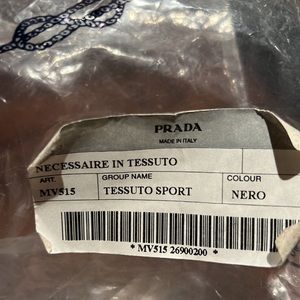 PRADA
MADE IN ITALY
NECESSAIRE IN TESSUTO
ART. GROUP NAME COLOUR
MV515 TESSUTO SPORT NERO
* MV515 26900200 *